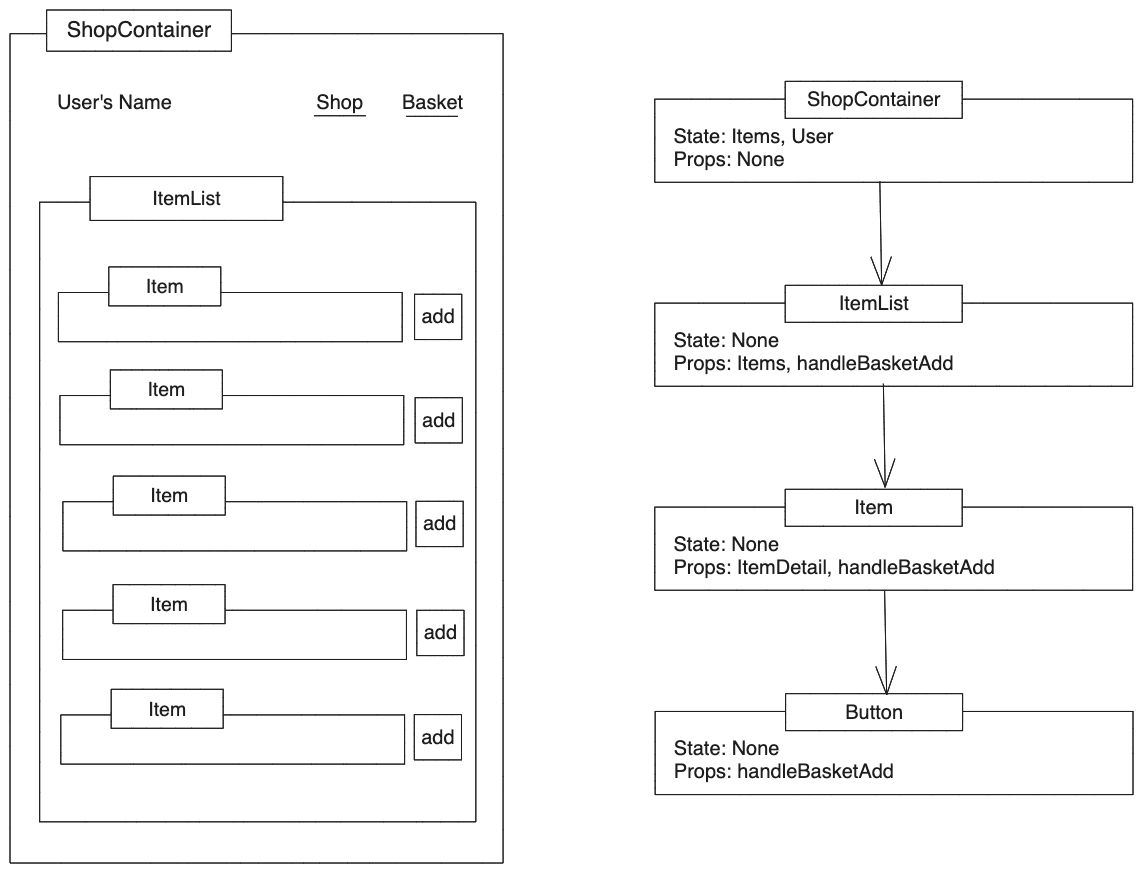 ShopContainer
User's Name
Shop
Basket
ItemList
Item
add
Item
add
Item
add
Item
add
Item
add
ShopContainer
State: Items, User
Props: None
ItemList
State: None
Props: Items, handleBasketAdd
Item
State: None
Props: ItemDetail, handleBasketAdd
Button
State: None
Props: handleBasketAdd